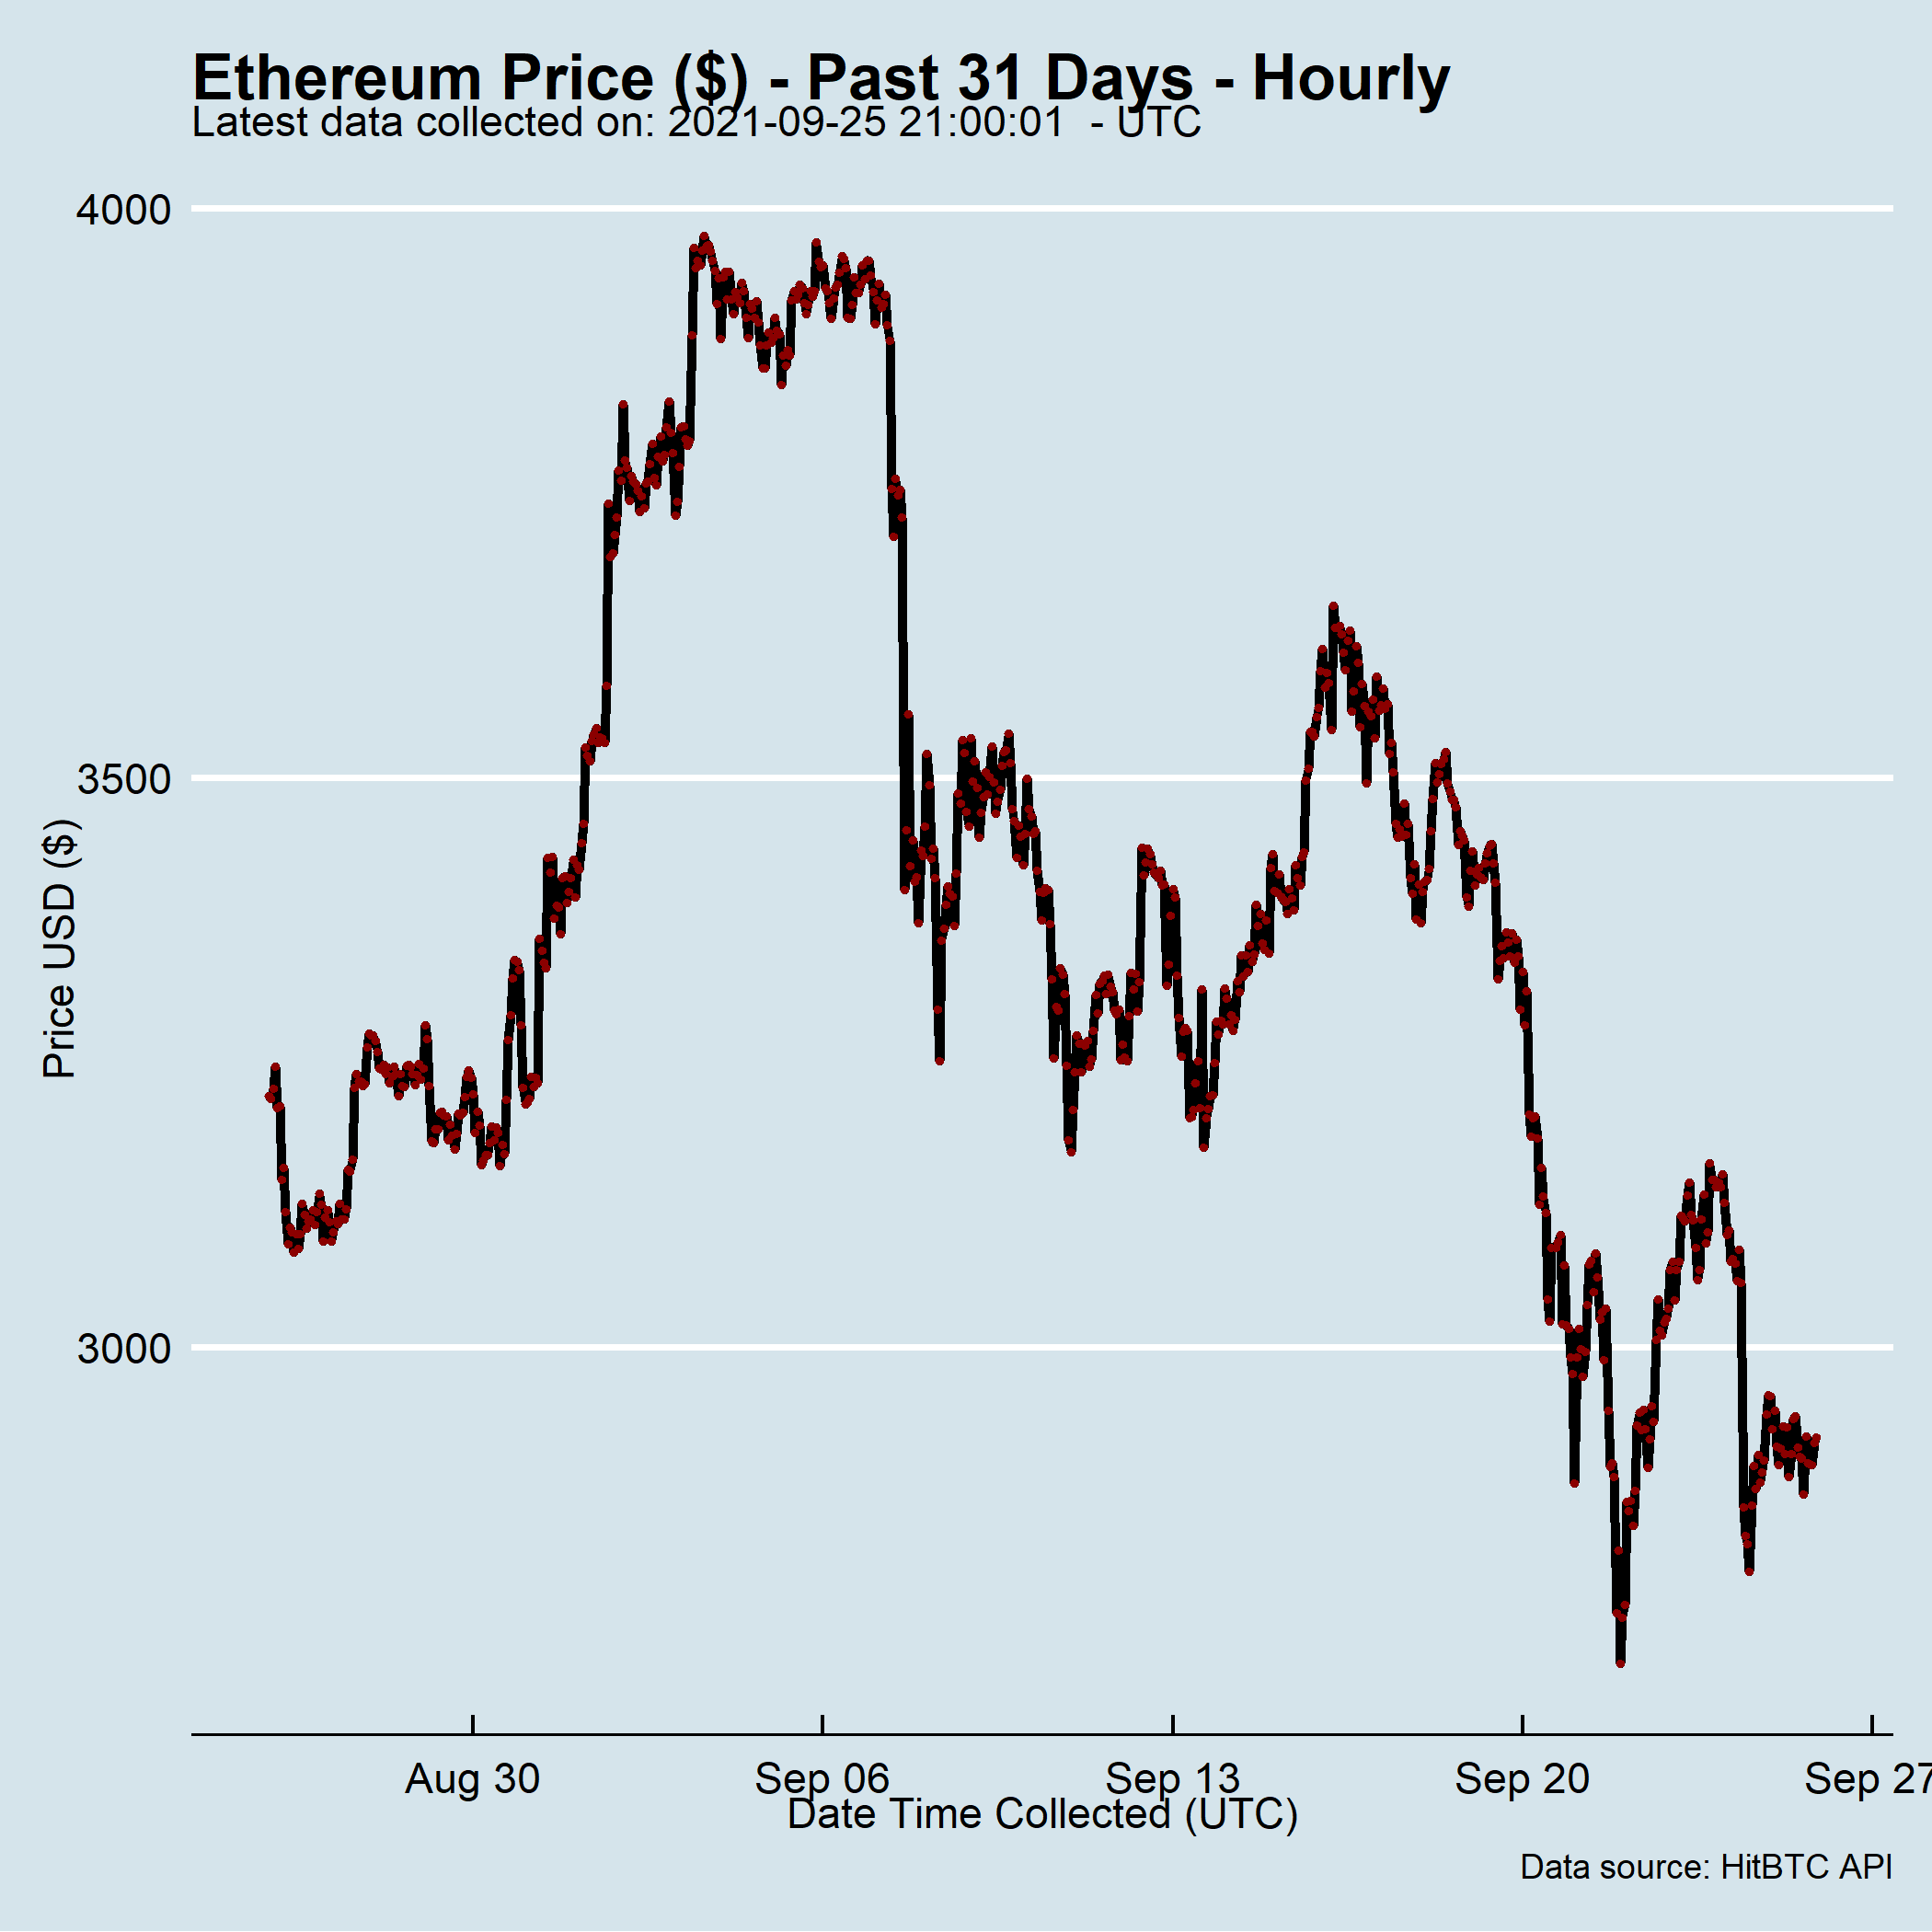 Ethereum Price ($) - Past 31 Days - Hourly
Latest data collected on: 2021-09-25 21:00:01  - UTC
4000
3500
3000
Price USD ($)
Aug 30
Sep 06
Sep 13
Sep 20
Sep 27
Date Time Collected (UTC)
Data source: HitBTC API